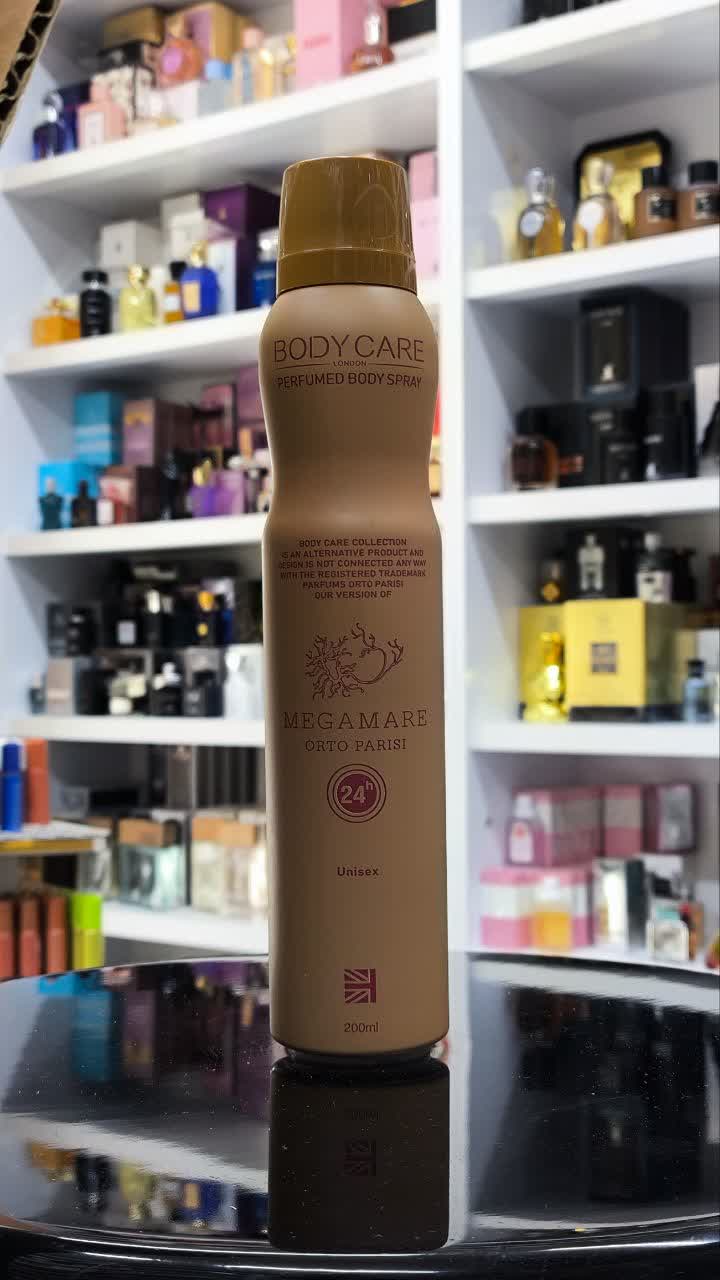 BODY CARE
LONDON
PERFUMED BODY SPRAY
BODY CARE COLLECTION
IS AN ALTERNATIVE PRODUCT AND
DESIGN IS NOT CONNECTED ANY WAY
WITH THE REGISTERED TRADEMARK
PARFUMS ORTO PARISI
OUR VERSION OF
MEGAMARE
ORTO PARISI
24h
Unisex
200ml